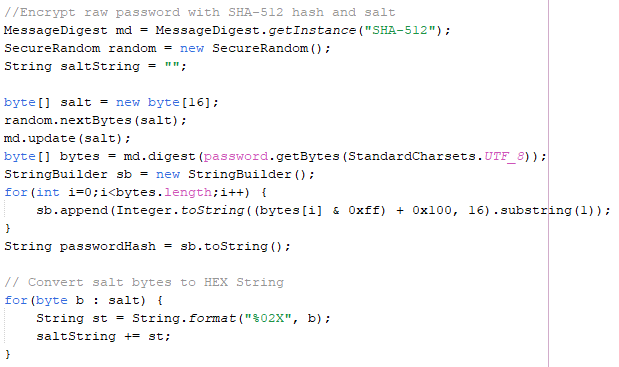 //Encrypt raw password with SHA-512 hash and salt
MessageDigest md = MessageDigest.getInstance("SHA-512");
SecureRandom random = new SecureRandom();
String saltString = "";
byte[] salt = new byte[16];
random.nextBytes(salt);
md.update(salt);
byte[] bytes = md.digest(password.getBytes(StandardCharsets.UTF_8));
StringBuilder sb = new StringBuilder();
for(int i=0;i<bytes.length;i++) {
    sb.append(Integer.toString((bytes[i] & 0xff) + 0x100, 16).substring(1));
}
String passwordHash = sb.toString();
// Convert salt bytes to HEX String
for(byte b : salt) {
    String st = String.format("%02X", b);
    saltString += st;
}